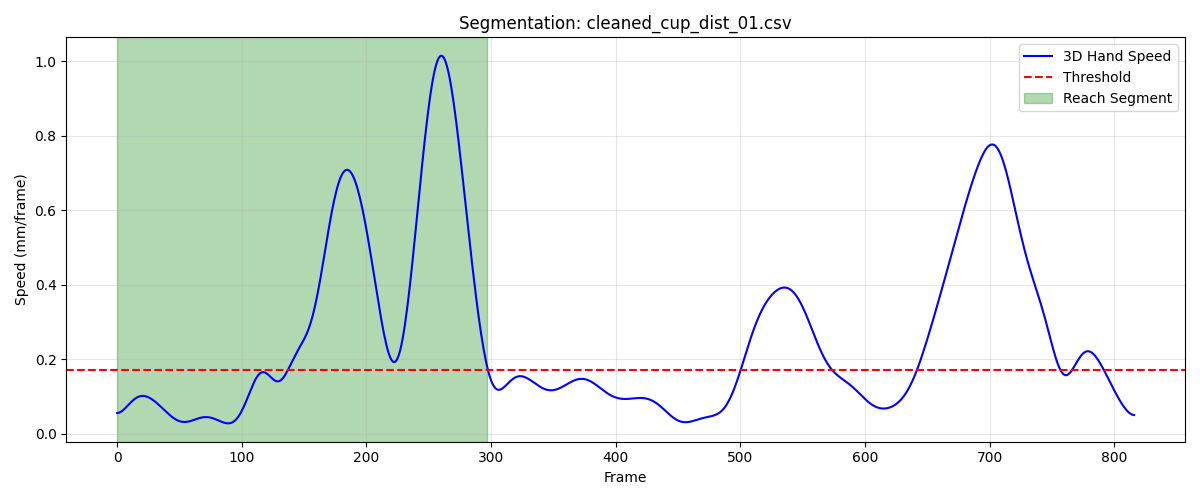 Segmentation: cleaned_cup_dist_01.csv
3D Hand Speed
Threshold
Reach Segment
Speed (mm/frame)
1.0
0.8
0.6
0.4
0.2
0.0
0 100 200 300 400 500 600 700 800
Frame